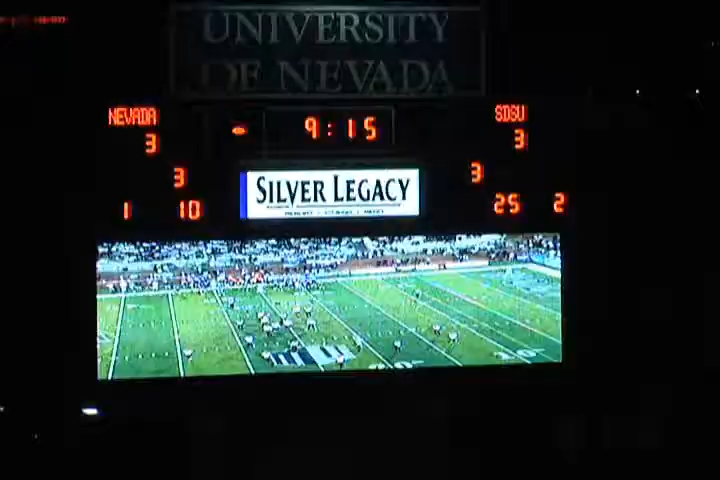 UNIVERSITY
OF NEVADA
NEVADA 9:15 SDSU
3 3
3 3
1 10 25 2
SILVER LEGACY